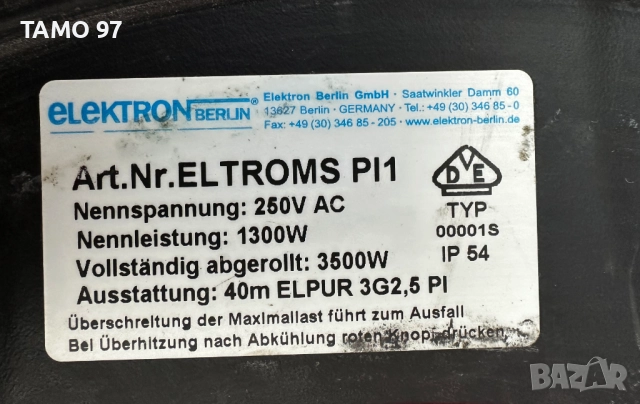 TAMO 97
ELEKTRON BERLIN ®
Elektron Berlin GmbH · Saatwinkler Damm 60
13627 Berlin · GERMANY · Tel.: +49 (30) 346 85 - 0
Fax: +49 (30) 346 85 - 205 · www.elektron-berlin.de
Art.Nr.ELTROMS PI1
Nennspannung: 250V AC
Nennleistung: 1300W
Vollständig abgerollt: 3500W
Ausstattung: 40m ELPUR 3G2,5 PI
VDE
TYP
00001S
IP 54
Überschreitung der Maximallast führt zum Ausfall
Bei Überhitzung nach Abkühlung roten Knopf drücken
bazar